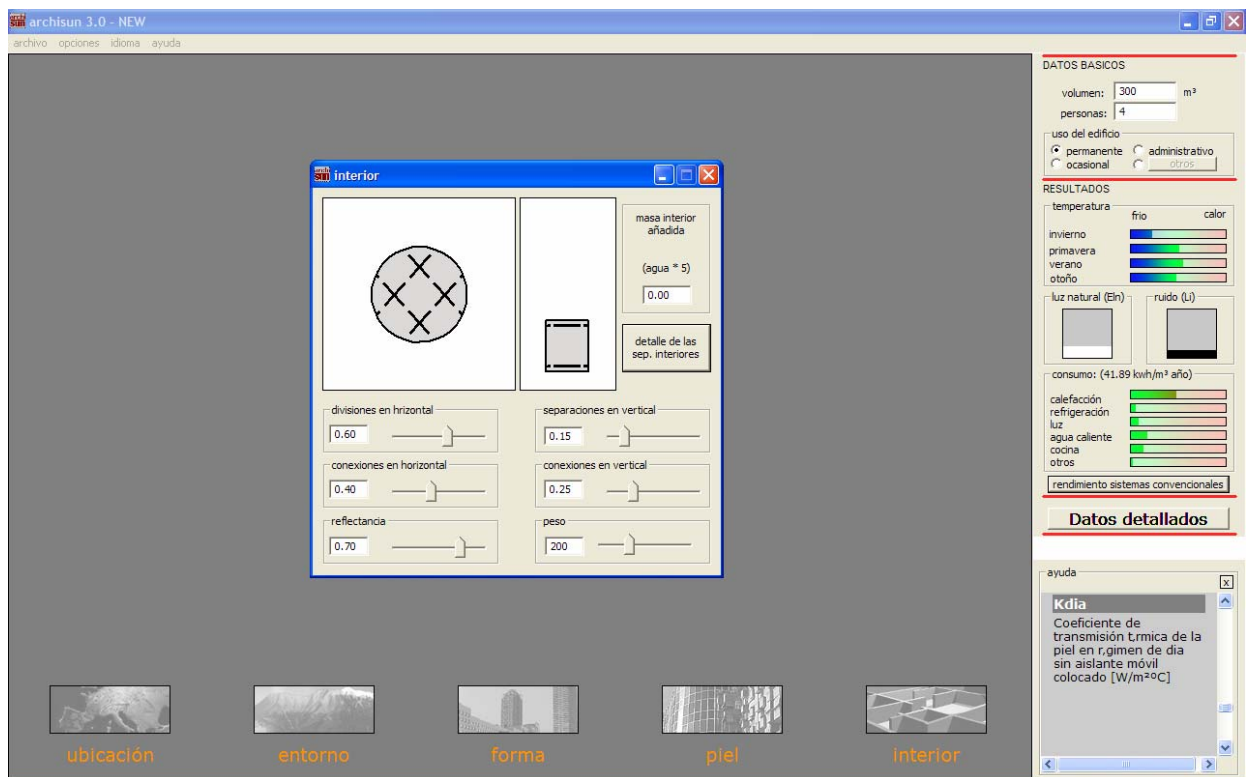 archisun 3.0 - NEW
archivo opciones idioma ayuda
interior
masa interior
añadida
(agua * 5)
0.00
detalle de las
sep. interiores
divisiones en hrizontal
0.60
separaciones en vertical
0.15
conexiones en horizontal
0.40
conexiones en vertical
0.25
reflectancia
0.70
peso
200
DATOS BASICOS
volumen: 300 m³
personas: 4
uso del edificio
permanente administrativo
ocasional otros
RESULTADOS
temperatura
frio calor
invierno
primavera
verano
otoño
luz natural (Eln) ruido (Li)
consumo: (41.89 kwh/m³ año)
calefacción
refrigeración
luz
agua caliente
cocina
otros
rendimiento sistemas convencionales
Datos detallados
ayuda
x
Kdia
Coeficiente de
transmisión t,rmica de la
piel en r,gimen de dia
sin aislante móvil
colocado [W/m²ºC]
ubicación entorno forma piel interior